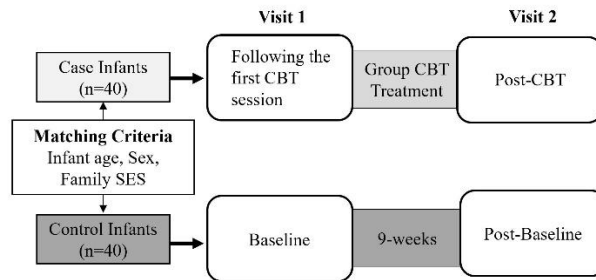 Visit 1
Visit 2
Case Infants
(n=40)
Following the
first CBT
session
Group CBT
Treatment
Post-CBT
Matching Criteria
Infant age, Sex,
Family SES
Control Infants
(n=40)
Baseline
9-weeks
Post-Baseline